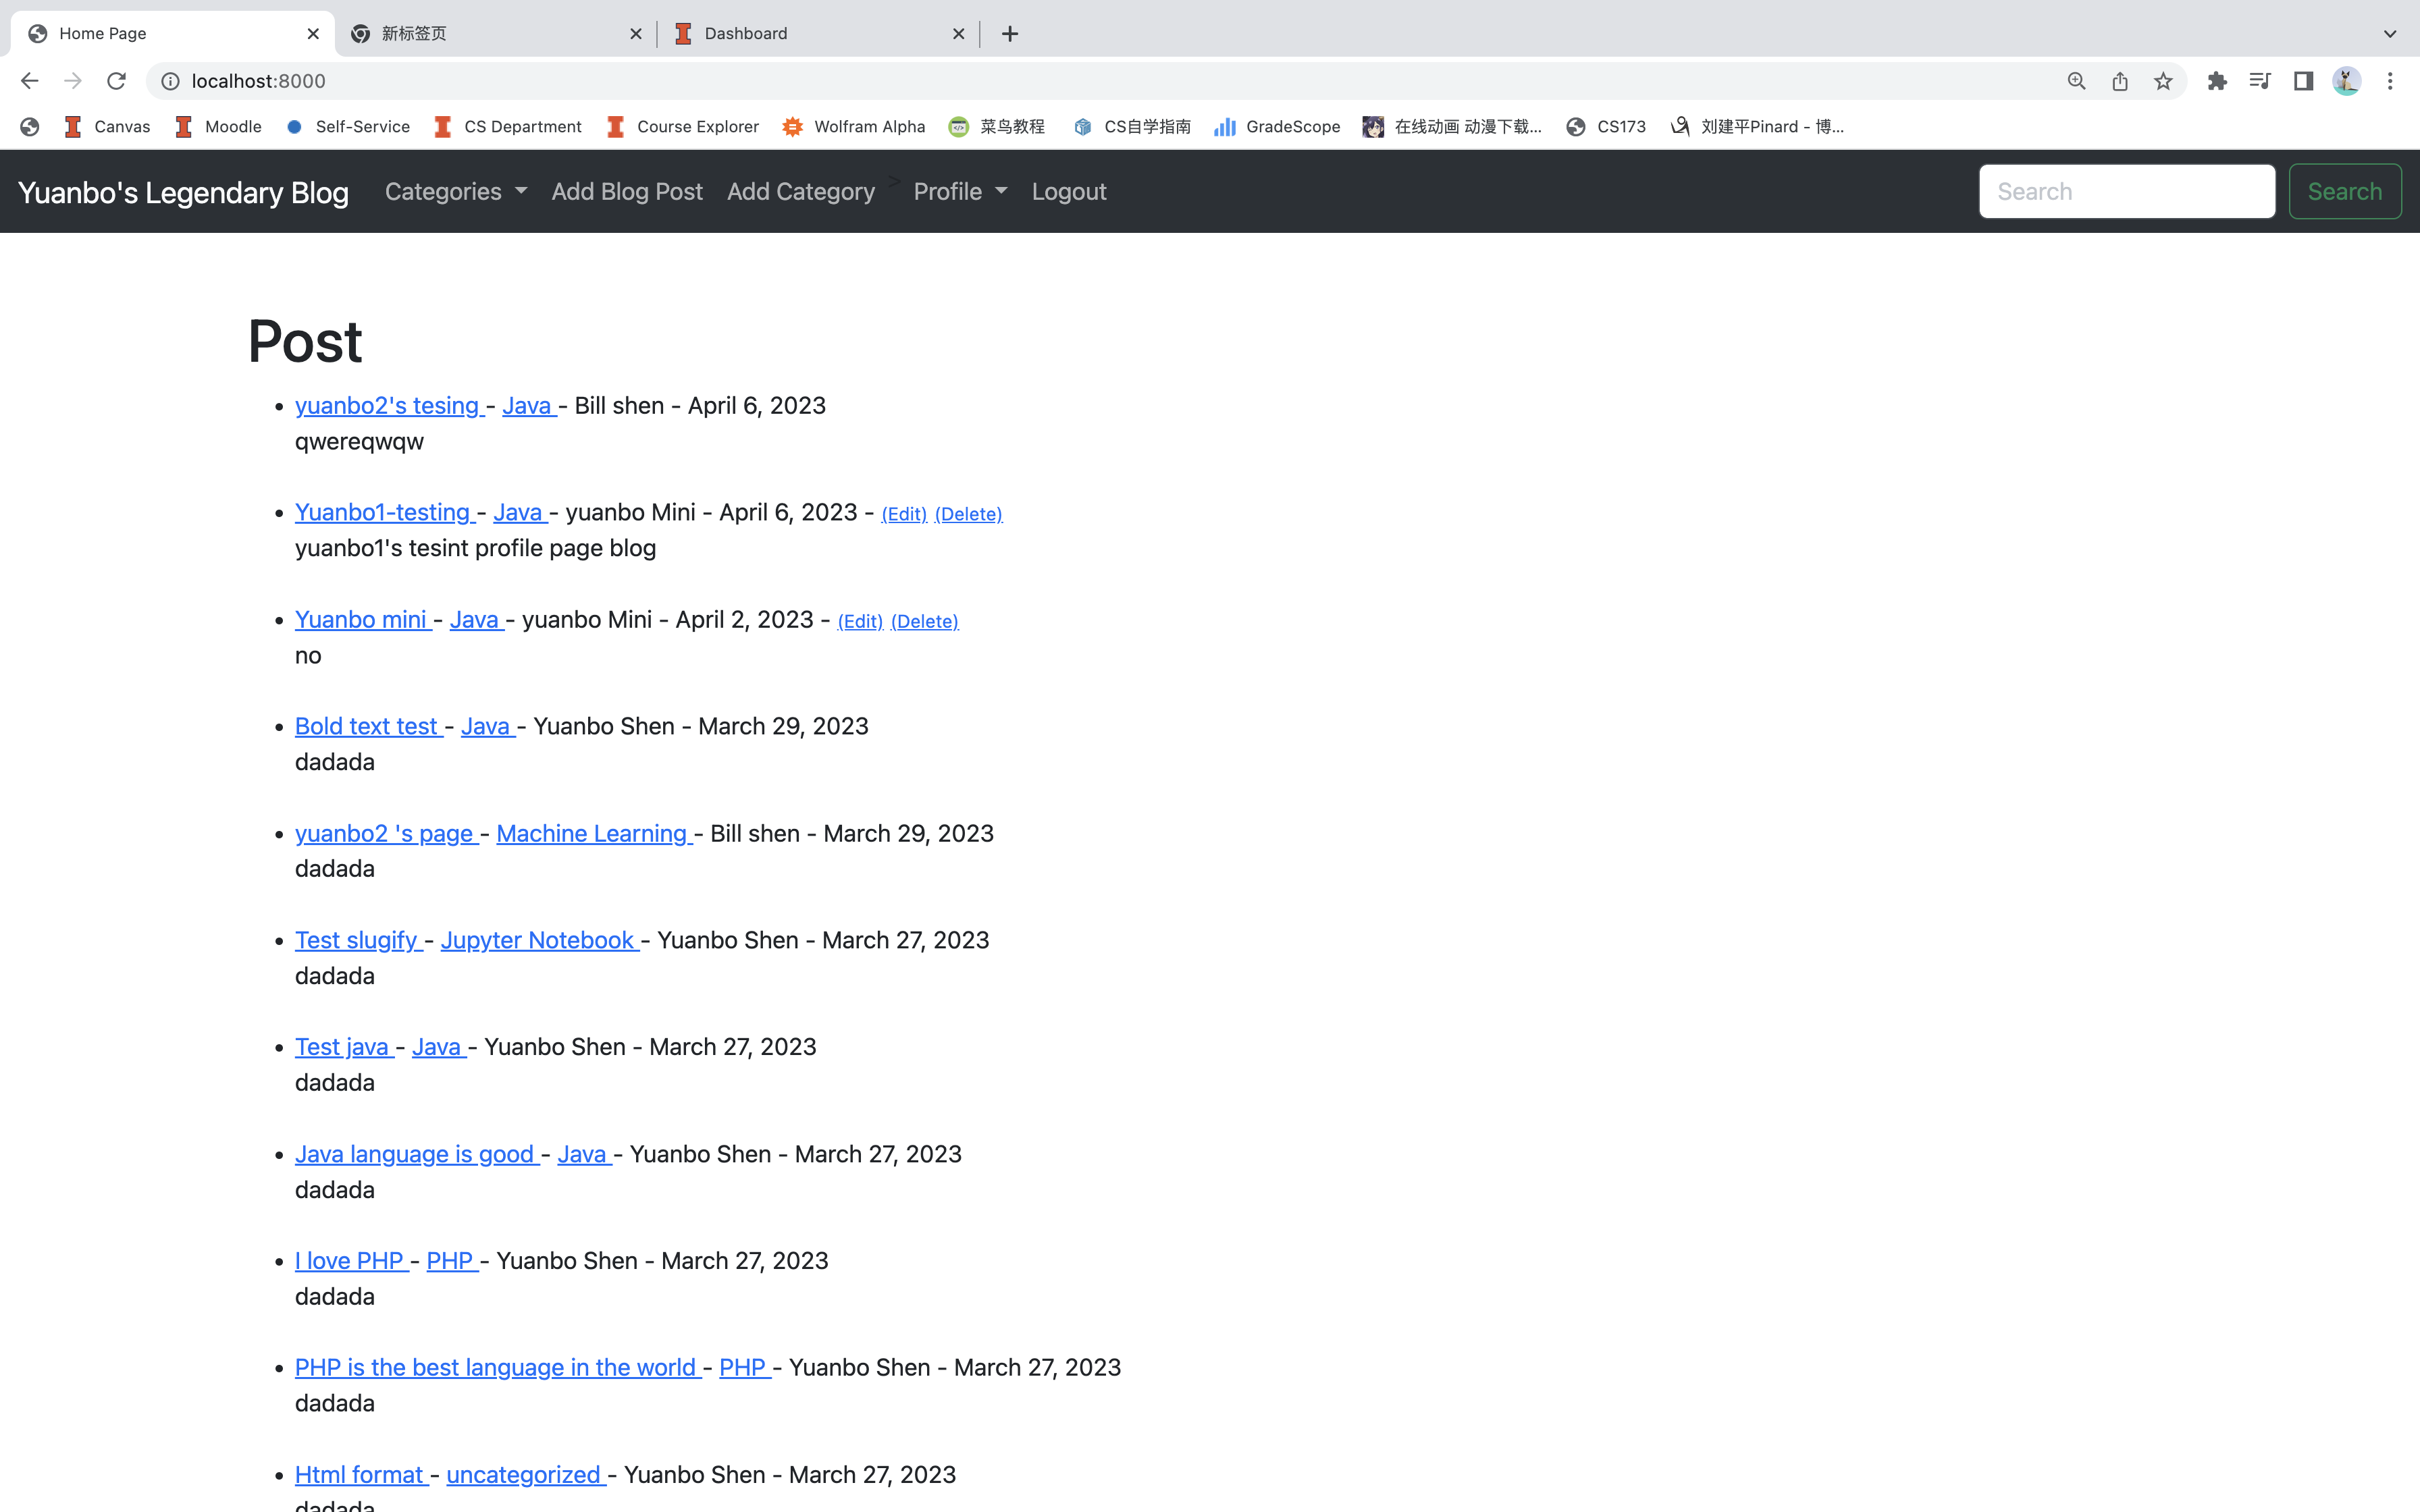 Home Page
新标签页
Dashboard
localhost:8000
Canvas
Moodle
Self-Service
CS Department
Course Explorer
Wolfram Alpha
菜鸟教程
CS自学指南
GradeScope
在线动画 动漫下载...
CS173
刘建平Pinard - 博...
Yuanbo's Legendary Blog
Categories
Add Blog Post
Add Category
>
Profile
Logout
Search
Search
Post
yuanbo2's tesing - Java - Bill shen - April 6, 2023
qwereqwqw
Yuanbo1-testing - Java - yuanbo Mini - April 6, 2023 - (Edit) (Delete)
yuanbo1's tesint profile page blog
Yuanbo mini - Java - yuanbo Mini - April 2, 2023 - (Edit) (Delete)
no
Bold text test - Java - Yuanbo Shen - March 29, 2023
dadada
yuanbo2 's page - Machine Learning - Bill shen - March 29, 2023
dadada
Test slugify - Jupyter Notebook - Yuanbo Shen - March 27, 2023
dadada
Test java - Java - Yuanbo Shen - March 27, 2023
dadada
Java language is good - Java - Yuanbo Shen - March 27, 2023
dadada
I love PHP - PHP - Yuanbo Shen - March 27, 2023
dadada
PHP is the best language in the world - PHP - Yuanbo Shen - March 27, 2023
dadada
Html format - uncategorized - Yuanbo Shen - March 27, 2023
dadada